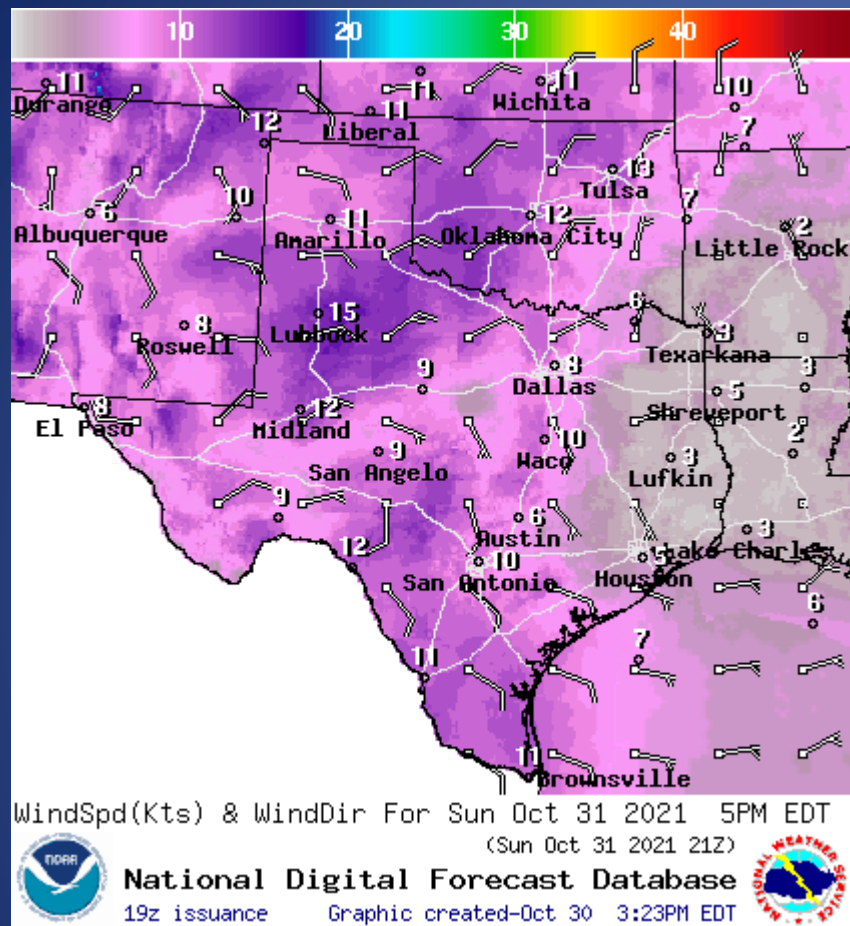 10 20 30 40
11 Durango
11
11 Wichita
10
12
11 Liberal
7
13 Tulsa
6 Albuquerque
10
11 Amarillo
12 Oklahoma City
7
2 Little Rock
8 Roswell
15 Lubbock
6
3 Texarkana
9
8 Dallas
5 Shreveport
3
El Paso
12 Midland
9 San Angelo
10 Waco
3 Lufkin
2
9
6 Austin
3 Lake Charles
12
10 San Antonio
Houston
6
7
11
11 Brownsville
WindSpd(Kts) & WindDir For Sun Oct 31 2021 5PM EDT
(Sun Oct 31 2021 21Z)
NOAA
National Digital Forecast Database
19z issuance Graphic created-Oct 30 3:23PM EDT
NATIONAL WEATHER SERVICE